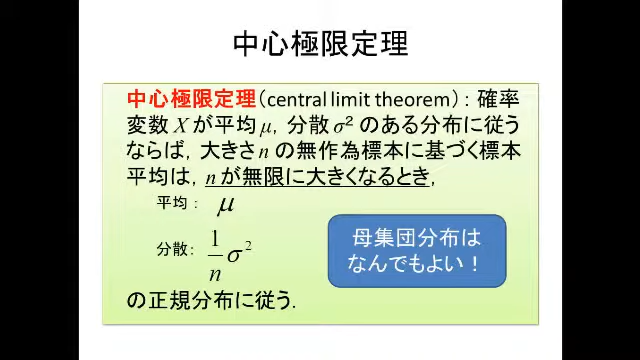 中心極限定理
中心極限定理(central limit theorem)：確率
変数 X が平均μ，分散σ² のある分布に従う
ならば，大きさ n の無作為標本に基づく標本
平均は，n が無限に大きくなるとき，
平均： μ
分散： 1/n σ²
母集団分布は
なんでもよい！
の正規分布に従う．